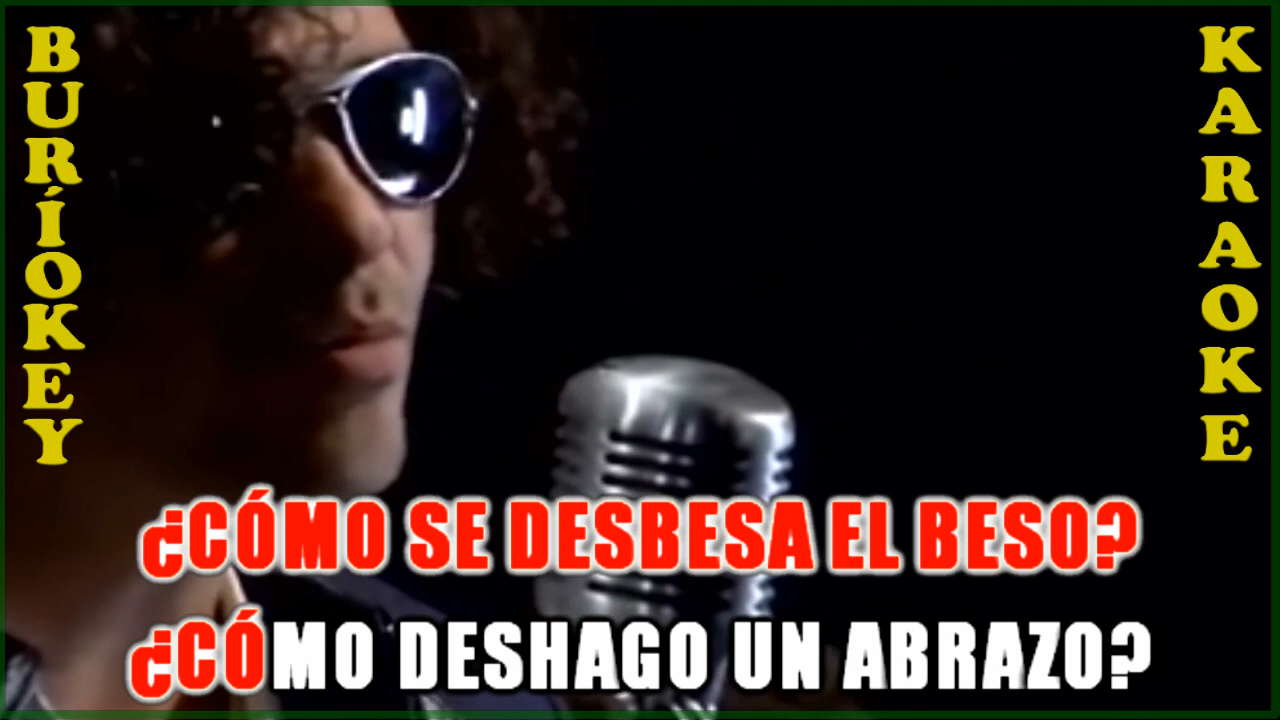 BURÍOKEY
KARAOKE
¿CÓMO SE DESBESA EL BESO?
¿CÓMO DESHAGO UN ABRAZO?